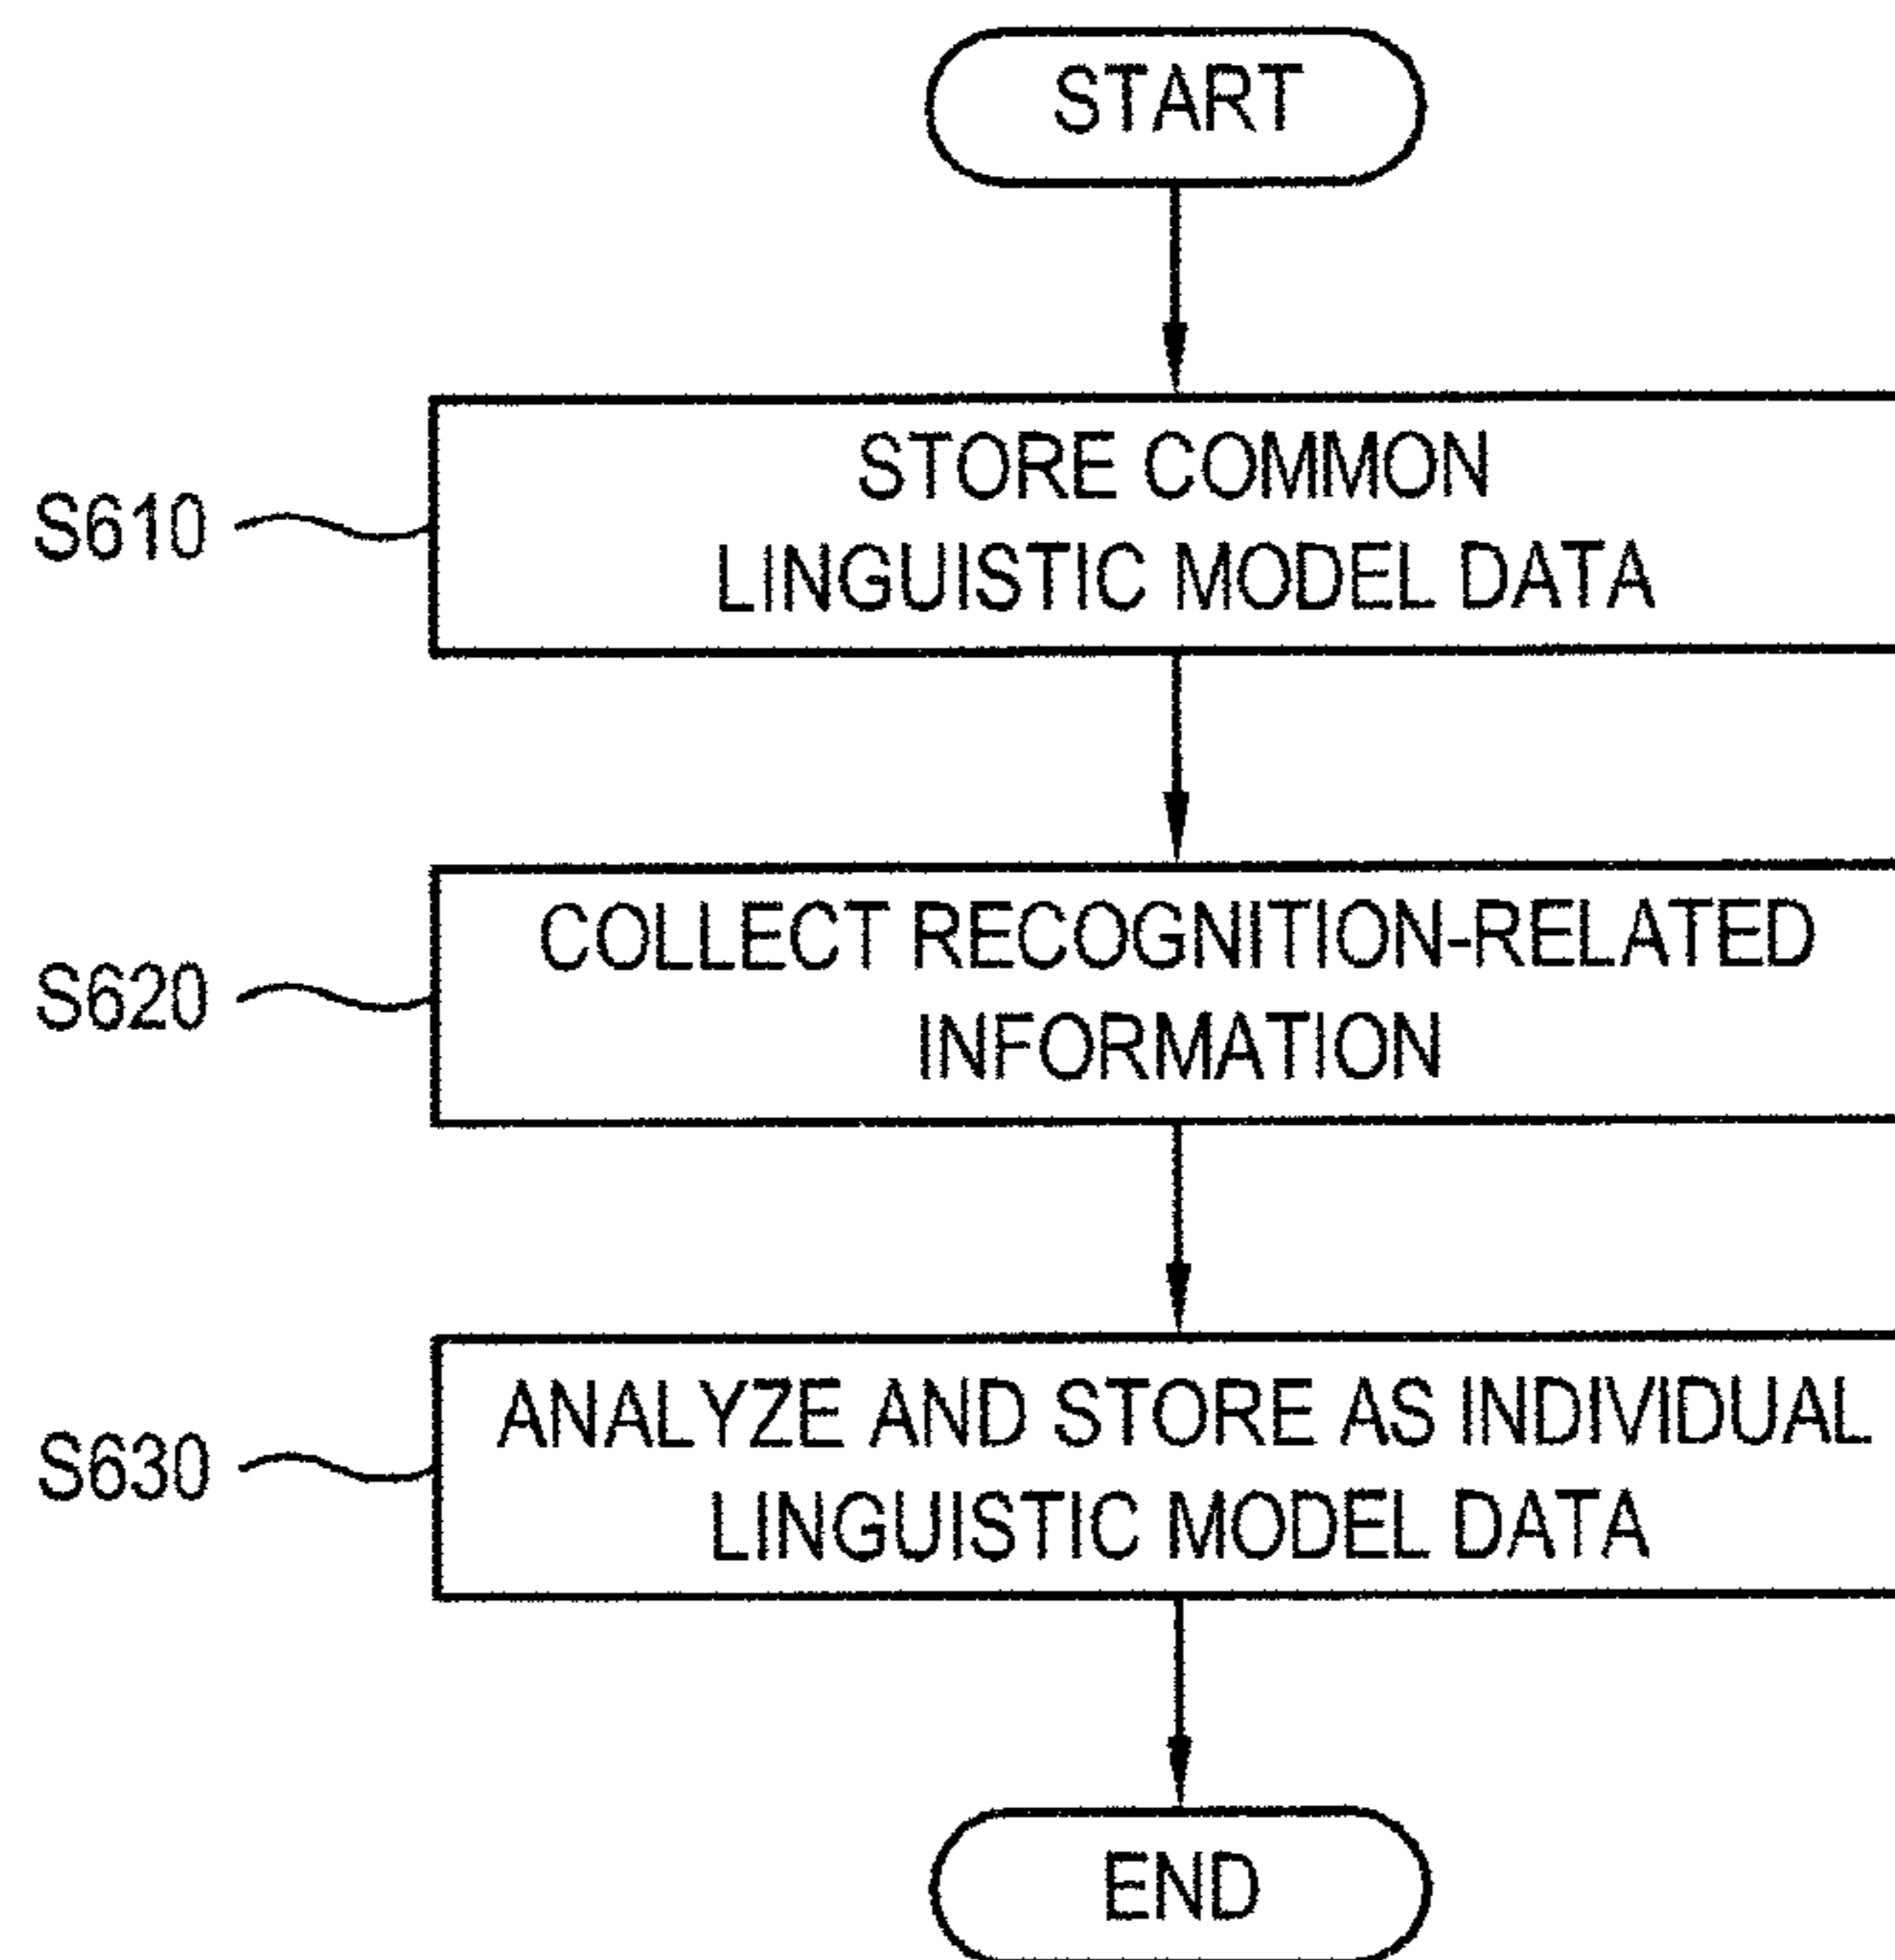 START
S610
STORE COMMON
LINGUISTIC MODEL DATA
S620
COLLECT RECOGNITION-RELATED
INFORMATION
S630
ANALYZE AND STORE AS INDIVIDUAL
LINGUISTIC MODEL DATA
END